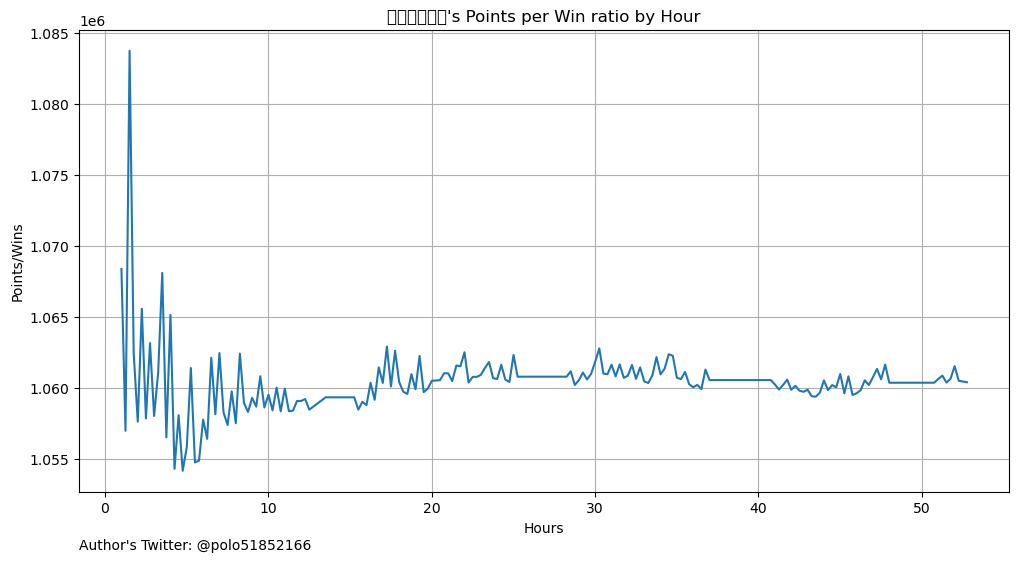 's Points per Win ratio by Hour
1e6
1.085
1.080
1.075
1.070
1.065
1.060
1.055
Points/Wins
0 10 20 30 40 50
Hours
Author's Twitter: @polo51852166